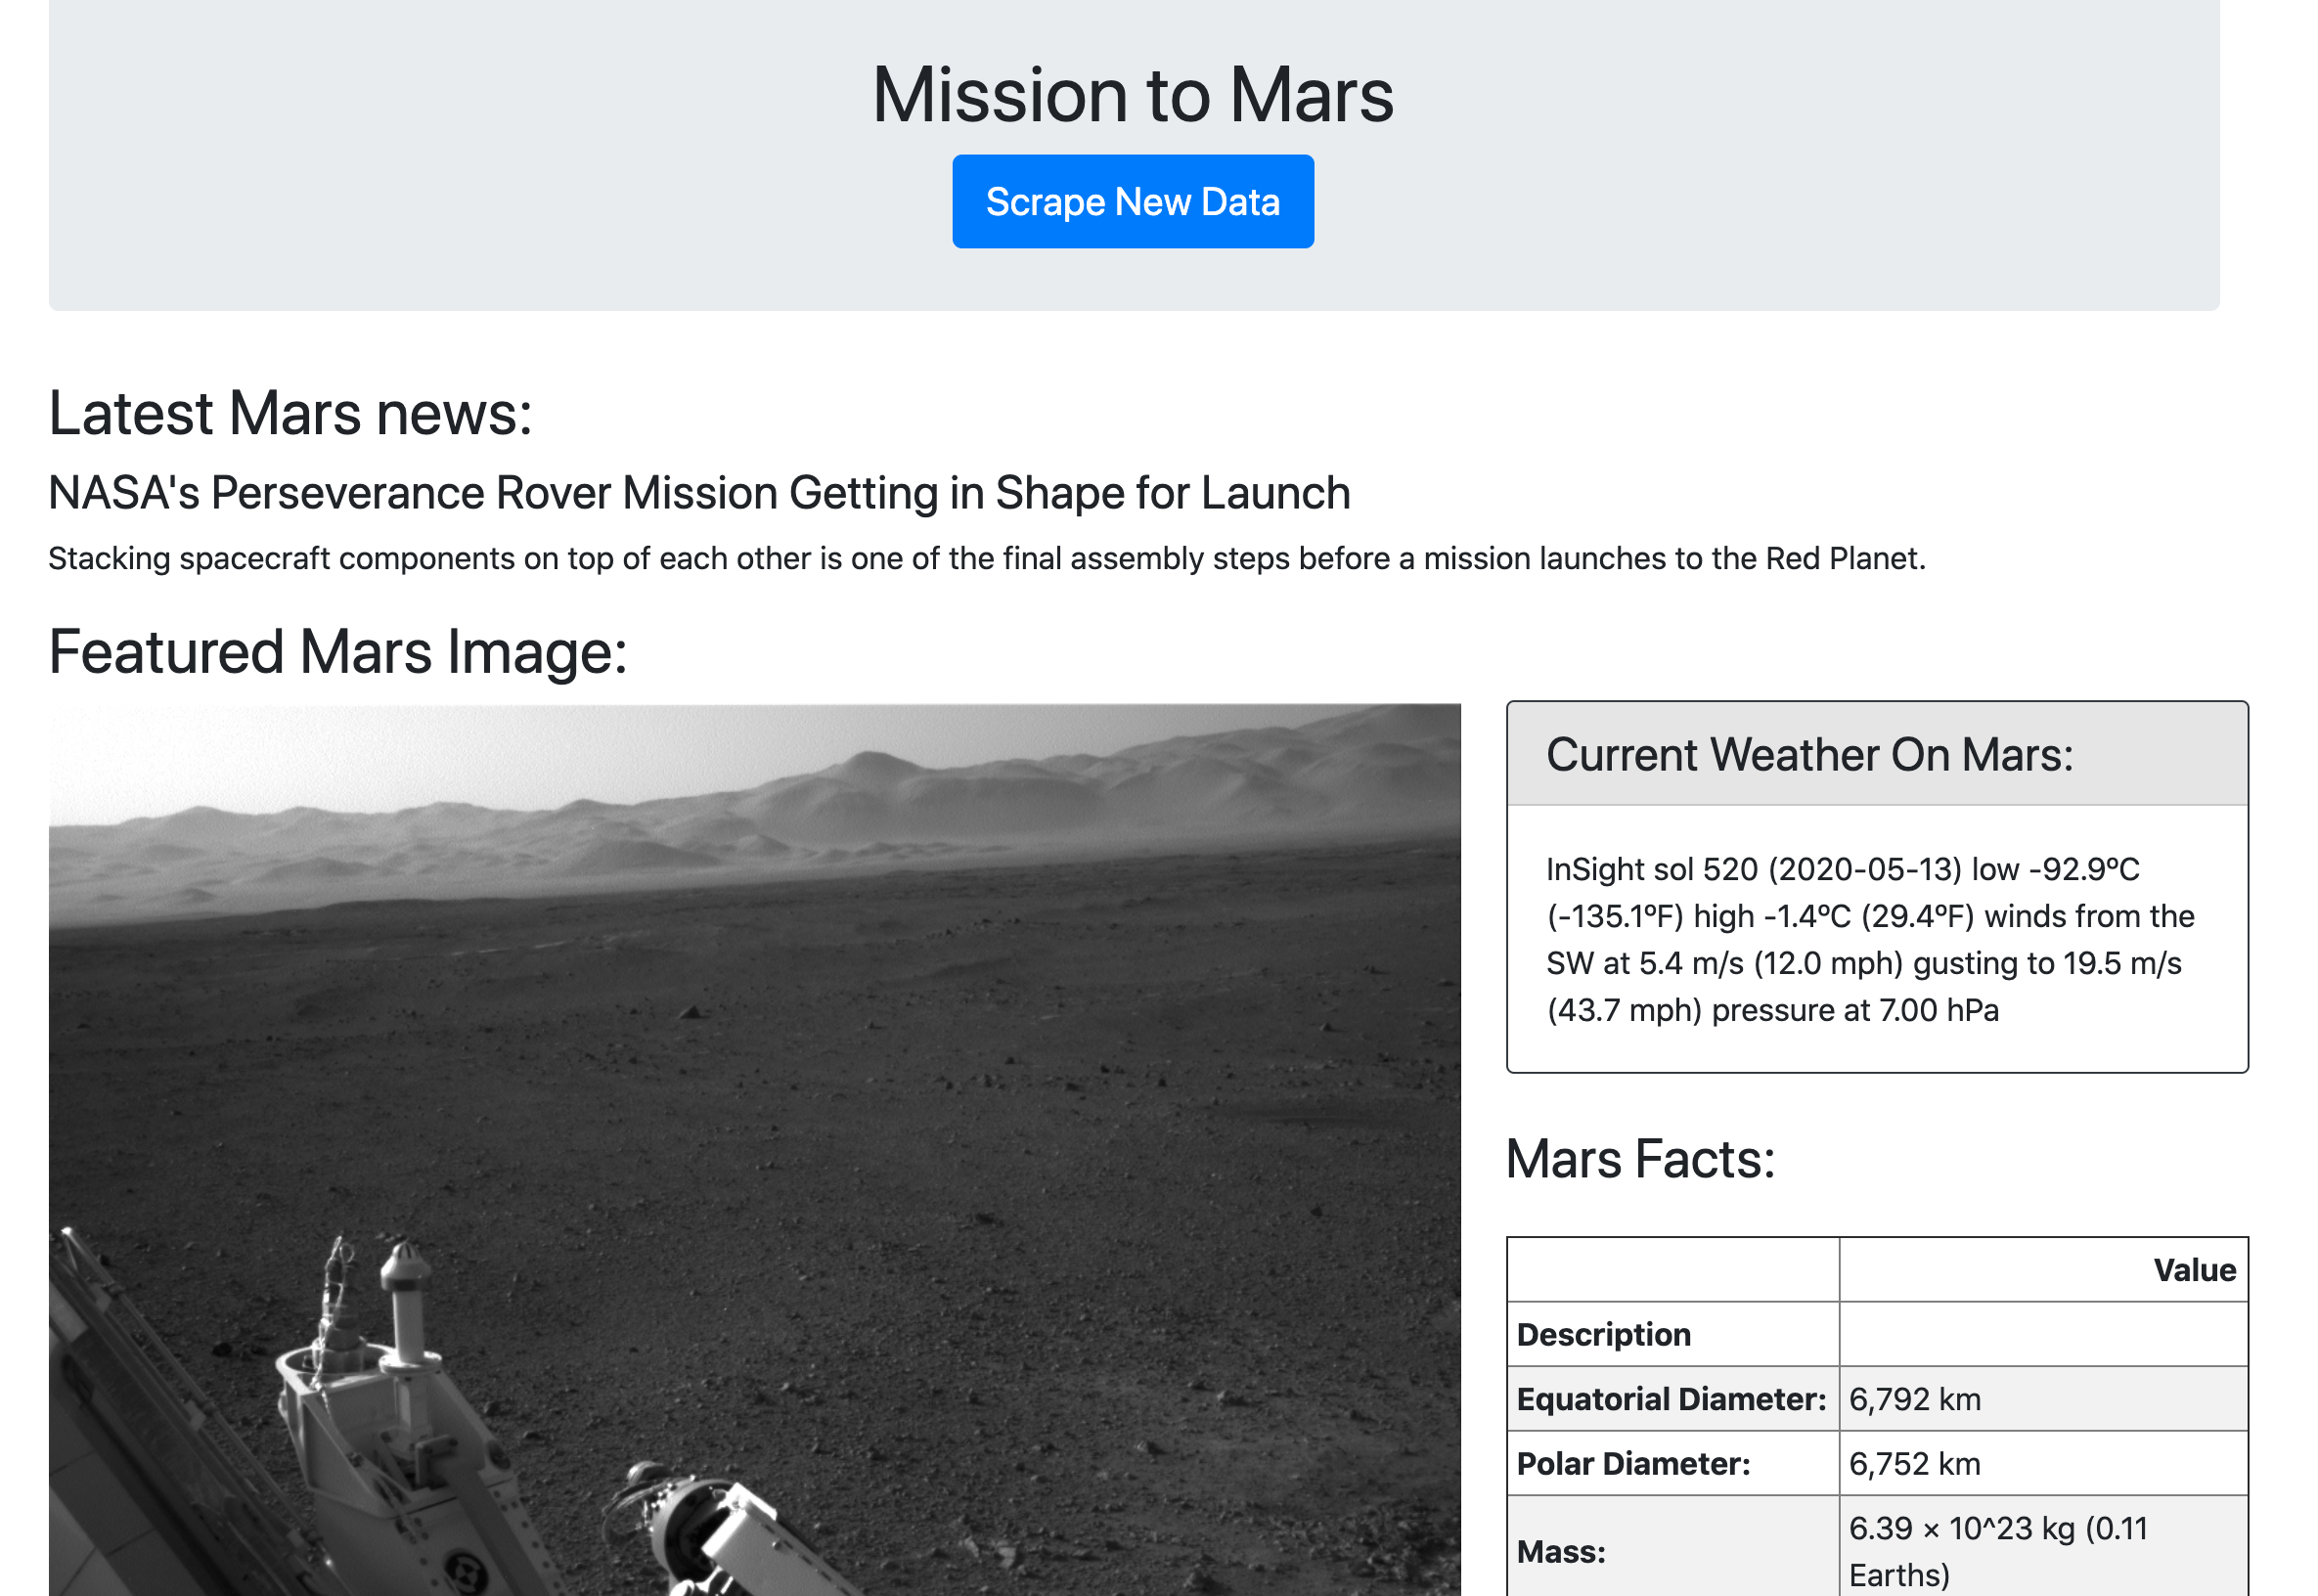 Mission to Mars
Scrape New Data
Latest Mars news:
NASA's Perseverance Rover Mission Getting in Shape for Launch
Stacking spacecraft components on top of each other is one of the final assembly steps before a mission launches to the Red Planet.
Featured Mars Image:
Current Weather On Mars:
InSight sol 520 (2020-05-13) low -92.9ºC
(-135.1ºF) high -1.4ºC (29.4ºF) winds from the
SW at 5.4 m/s (12.0 mph) gusting to 19.5 m/s
(43.7 mph) pressure at 7.00 hPa
Mars Facts:
Value
Description
Equatorial Diameter: 6,792 km
Polar Diameter: 6,752 km
Mass: 6.39 × 10^23 kg (0.11
Earths)